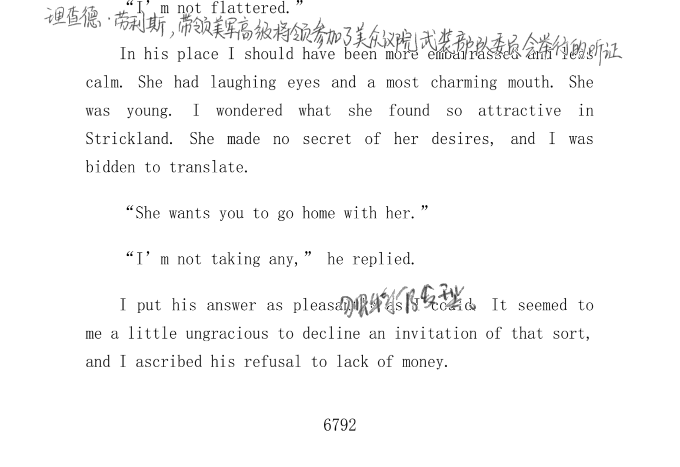 “I’m not flattered.”
理查德·劳利斯，带领美军高级将领参加了美众议院武装部队委员会举行的听证
In his place I should have been more embarrassed and less
calm. She had laughing eyes and a most charming mouth. She
was young. I wondered what she found so attractive in
Strickland. She made no secret of her desires, and I was
bidden to translate.
“She wants you to go home with her.”
“I’m not taking any,” he replied.
I put his answer as pleasantly as I could. It seemed to
me a little ungracious to decline an invitation of that sort,
and I ascribed his refusal to lack of money.
6792